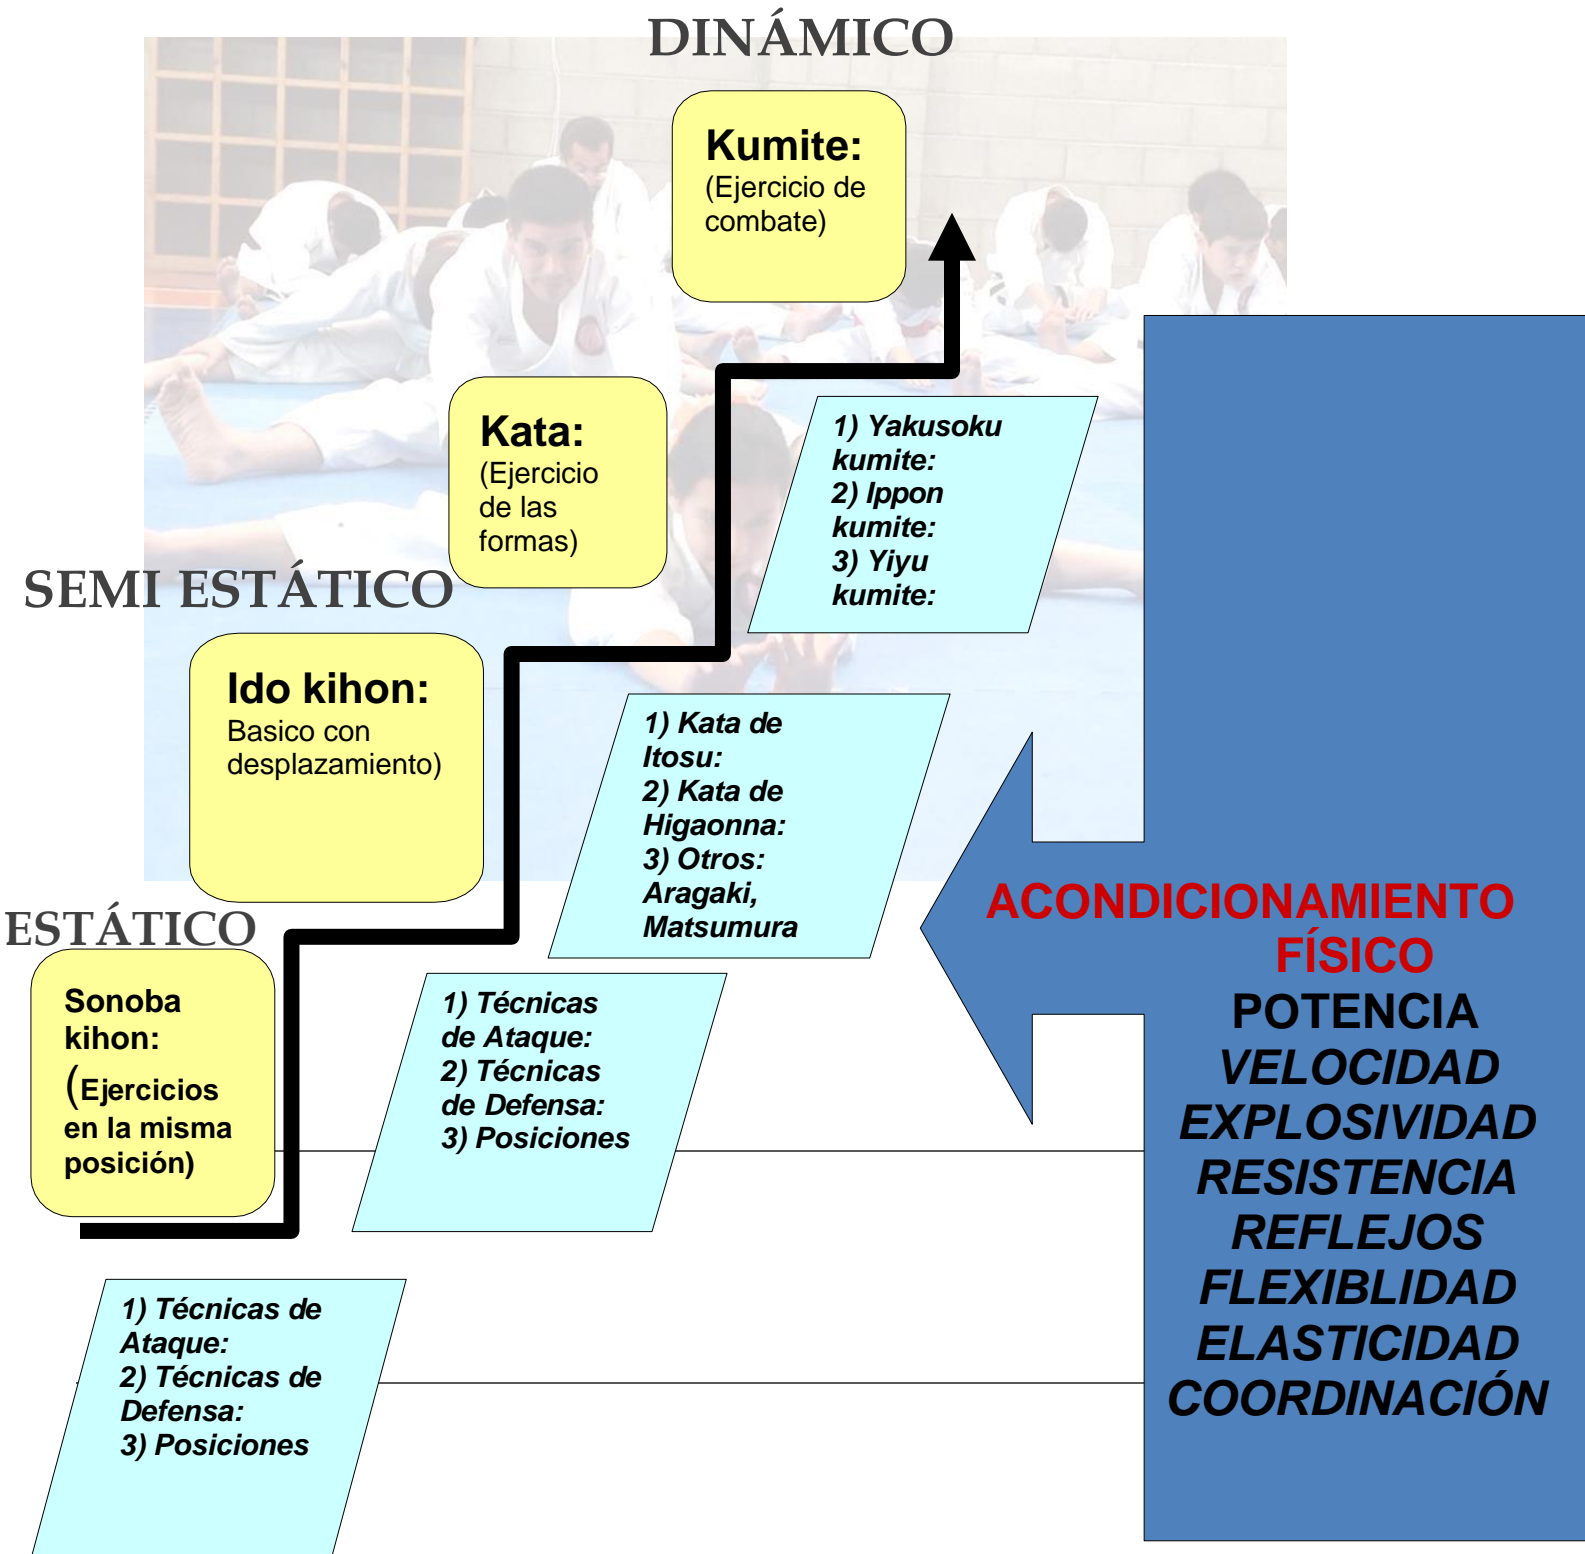 DINÁMICO
Kumite:
(Ejercicio de
combate)
Kata:
(Ejercicio
de las
formas)
1) Yakusoku
kumite:
2) Ippon
kumite:
3) Yiyu
kumite:
SEMI ESTÁTICO
Ido kihon:
Basico con
desplazamiento)
1) Kata de
Itosu:
2) Kata de
Higaonna:
3) Otros:
Aragaki,
Matsumura
ESTÁTICO
Sonoba
kihon:
(Ejercicios
en la misma
posición)
1) Técnicas
de Ataque:
2) Técnicas
de Defensa:
3) Posiciones
1) Técnicas de
Ataque:
2) Técnicas de
Defensa:
3) Posiciones
ACONDICIONAMIENTO
FÍSICO
POTENCIA
VELOCIDAD
EXPLOSIVIDAD
RESISTENCIA
REFLEJOS
FLEXIBLIDAD
ELASTICIDAD
COORDINACIÓN